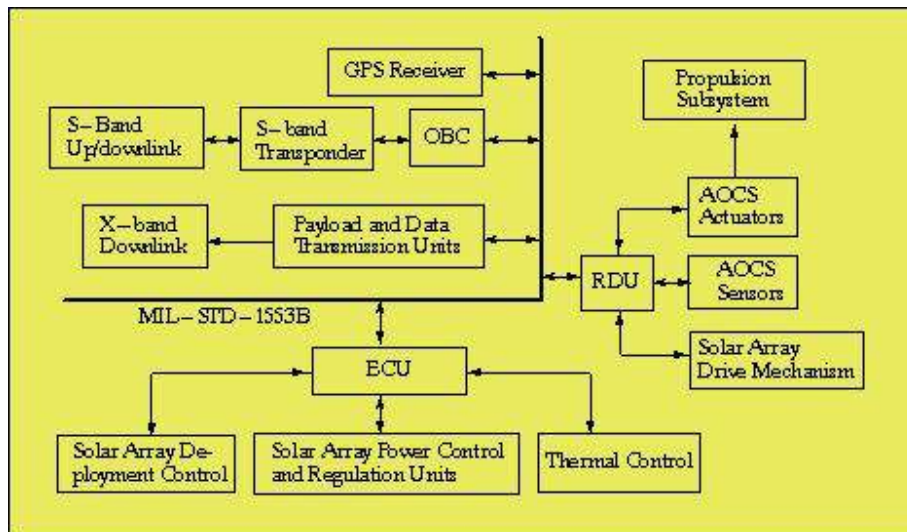 GPS Receiver
Propulsion
Subsystem
S-Band
Up/downlink
S-band
Transponder
OBC
AOCS
Actuators
X-band
Downlink
Payload and Data
Transmission Units
RDU
AOCS
Sensors
MIL-STD-1553B
Solar Array
Drive Mechanism
ECU
Solar Array De-
ployment Control
Solar Array Power Control
and Regulation Units
Thermal Control